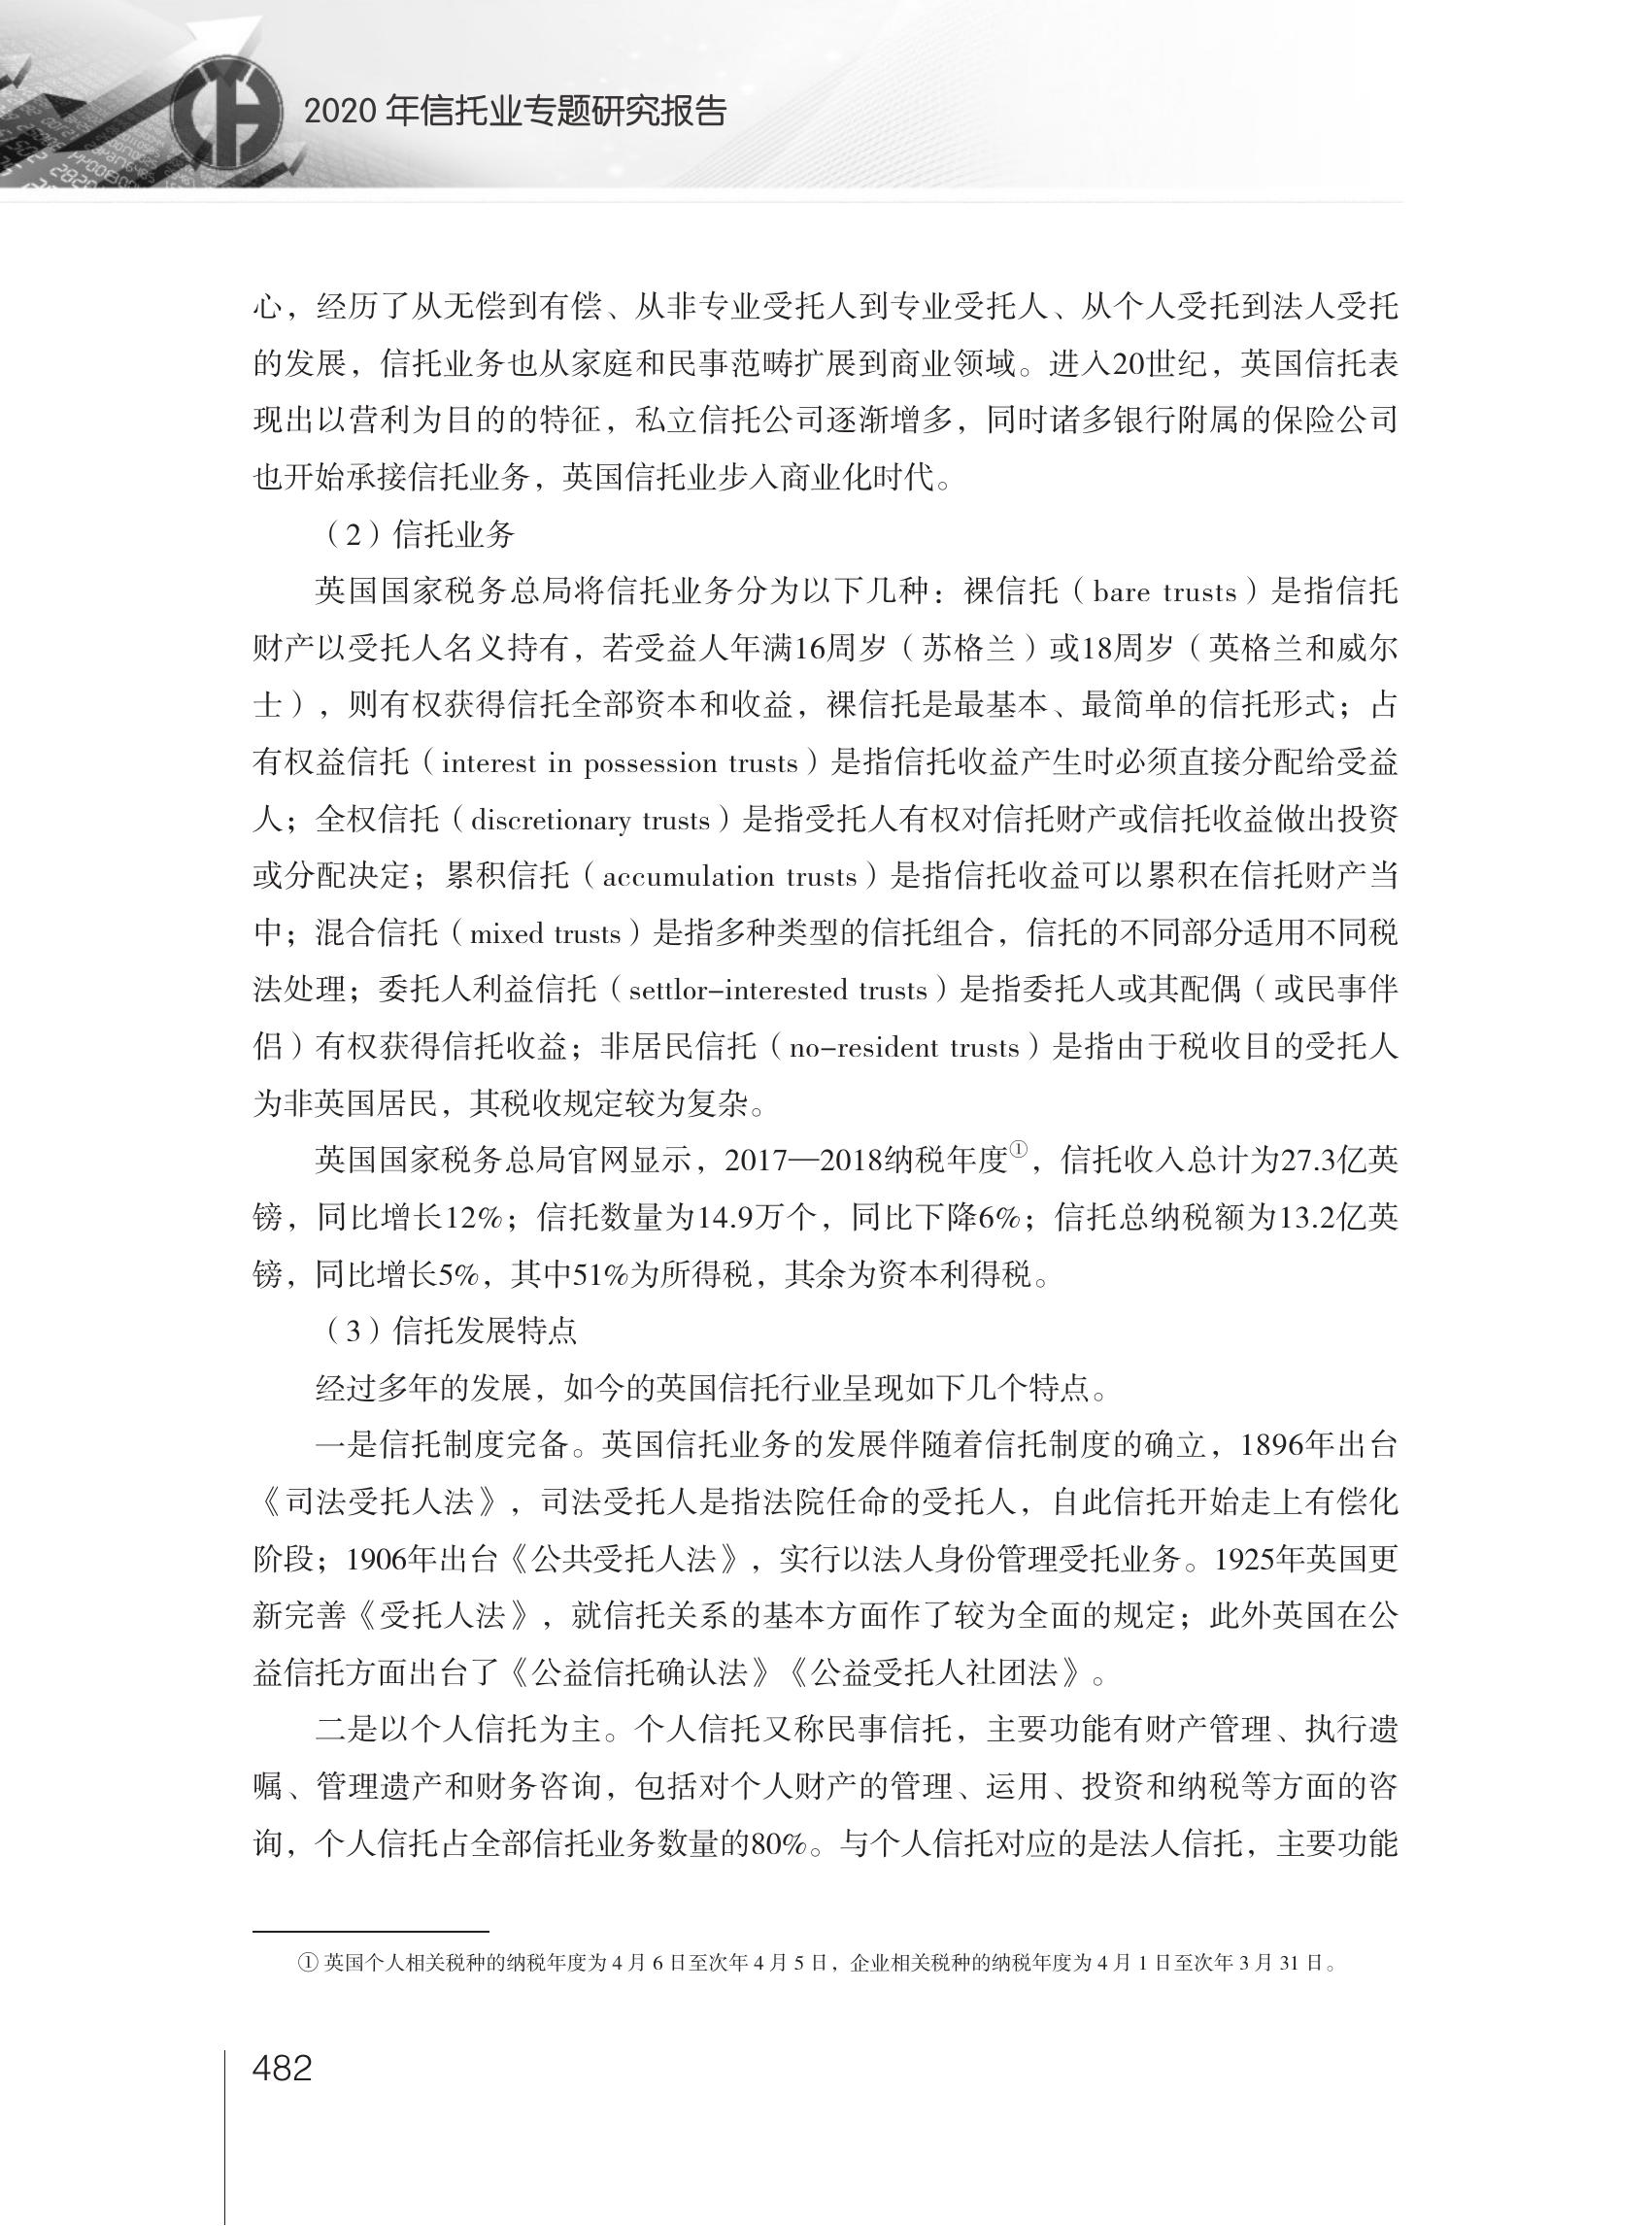 2020 年信托业专题研究报告
心，经历了从无偿到有偿、从非专业受托人到专业受托人、从个人受托到法人受托
的发展，信托业务也从家庭和民事范畴扩展到商业领域。进入20世纪，英国信托表
现出以营利为目的的特征，私立信托公司逐渐增多，同时诸多银行附属的保险公司
也开始承接信托业务，英国信托业步入商业化时代。
（2）信托业务
英国国家税务总局将信托业务分为以下几种：裸信托（bare trusts）是指信托
财产以受托人名义持有，若受益人年满16周岁（苏格兰）或18周岁（英格兰和威尔
士），则有权获得信托全部资本和收益，裸信托是最基本、最简单的信托形式；占
有权益信托（interest in possession trusts）是指信托收益产生时必须直接分配给受益
人；全权信托（discretionary trusts）是指受托人有权对信托财产或信托收益做出投资
或分配决定；累积信托（accumulation trusts）是指信托收益可以累积在信托财产当
中；混合信托（mixed trusts）是指多种类型的信托组合，信托的不同部分适用不同税
法处理；委托人利益信托（settlor–interested trusts）是指委托人或其配偶（或民事伴
侣）有权获得信托收益；非居民信托（no–resident trusts）是指由于税收目的受托人
为非英国居民，其税收规定较为复杂。
英国国家税务总局官网显示，2017—2018纳税年度①，信托收入总计为27.3亿英
镑，同比增长12%；信托数量为14.9万个，同比下降6%；信托总纳税额为13.2亿英
镑，同比增长5%，其中51%为所得税，其余为资本利得税。
（3）信托发展特点
经过多年的发展，如今的英国信托行业呈现如下几个特点。
一是信托制度完备。英国信托业务的发展伴随着信托制度的确立，1896年出台
《司法受托人法》，司法受托人是指法院任命的受托人，自此信托开始走上有偿化
阶段；1906年出台《公共受托人法》，实行以法人身份管理受托业务。1925年英国更
新完善《受托人法》，就信托关系的基本方面作了较为全面的规定；此外英国在公
益信托方面出台了《公益信托确认法》《公益受托人社团法》。
二是以个人信托为主。个人信托又称民事信托，主要功能有财产管理、执行遗
嘱、管理遗产和财务咨询，包括对个人财产的管理、运用、投资和纳税等方面的咨
询，个人信托占全部信托业务数量的80%。与个人信托对应的是法人信托，主要功能
① 英国个人相关税种的纳税年度为 4 月 6 日至次年 4 月 5 日，企业相关税种的纳税年度为 4 月 1 日至次年 3 月 31 日。
482